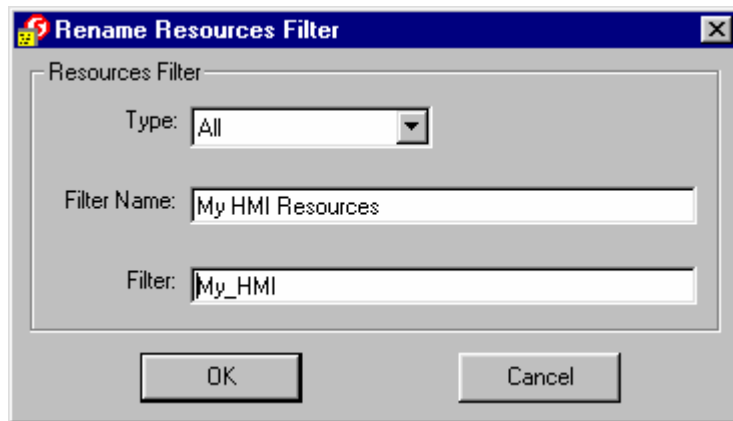 Rename Resources Filter
Resources Filter
Type: All
Filter Name: My HMI Resources
Filter: My_HMI
OK Cancel